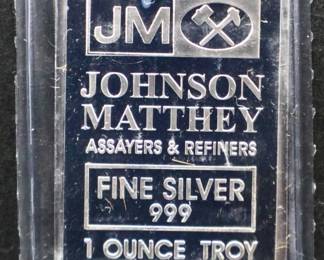 JM
JOHNSON
MATTHEY
ASSAYERS & REFINERS
FINE SILVER
999
1 OUNCE TROY